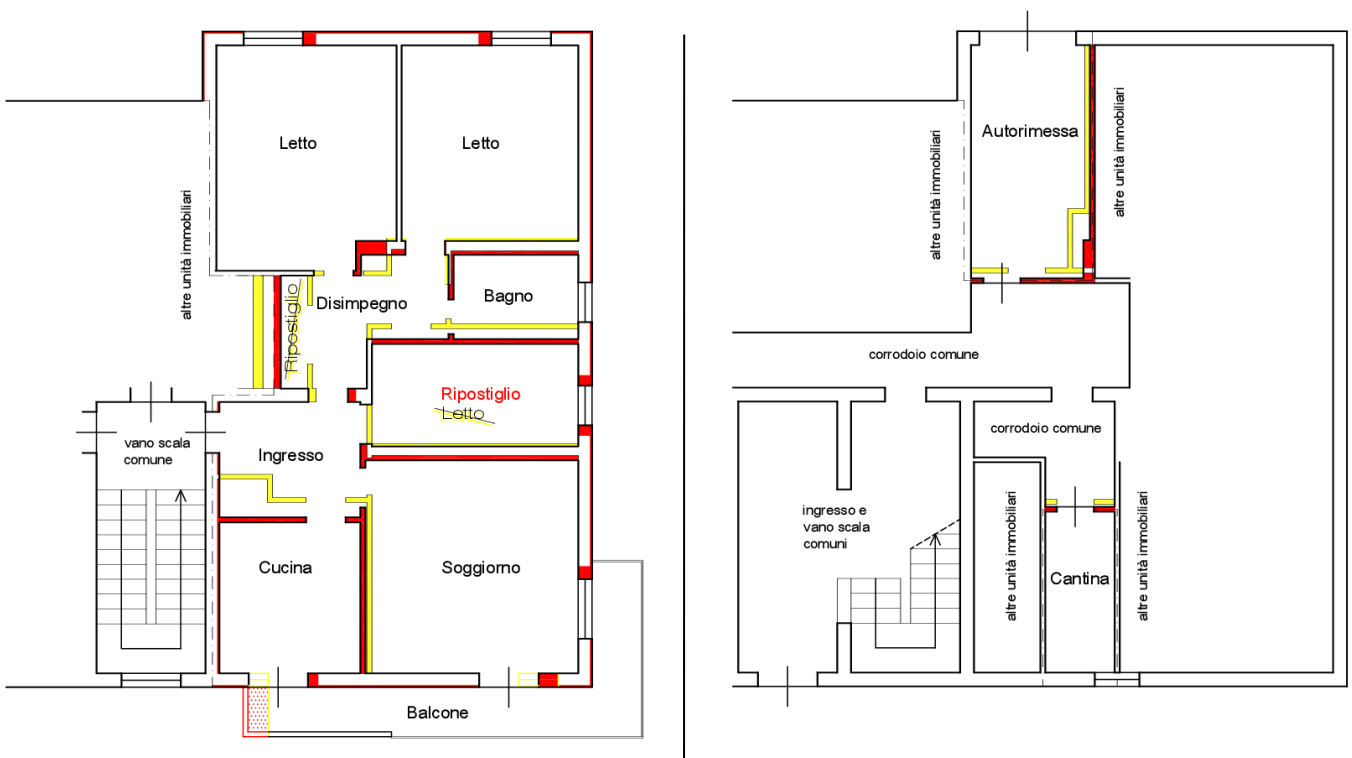 Letto
Letto
altre unità immobiliari
Ripostiglio
Disimpegno
Bagno
Ripostiglio
Letto
vano scala
comune
Ingresso
Cucina
Soggiorno
Balcone
Autorimessa
altre unità immobiliari
altre unità immobiliari
corrodoio comune
corrodoio comune
ingresso e
vano scala
comuni
altre unità immobiliari
Cantina
altre unità immobiliari